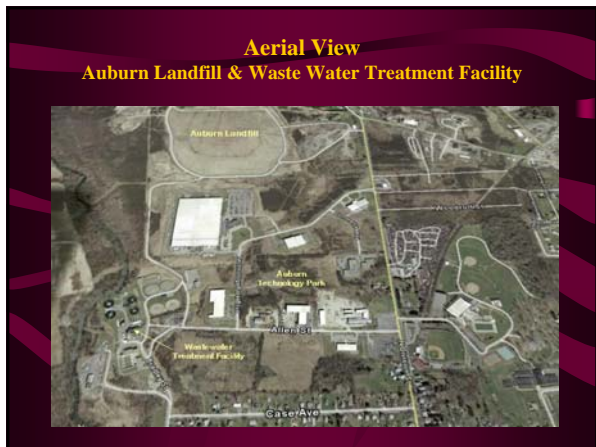 Aerial View
Auburn Landfill & Waste Water Treatment Facility
Auburn Landfill
Auburn
Technology Park
Allen St
Wastewater
Treatment Facility
Case Ave